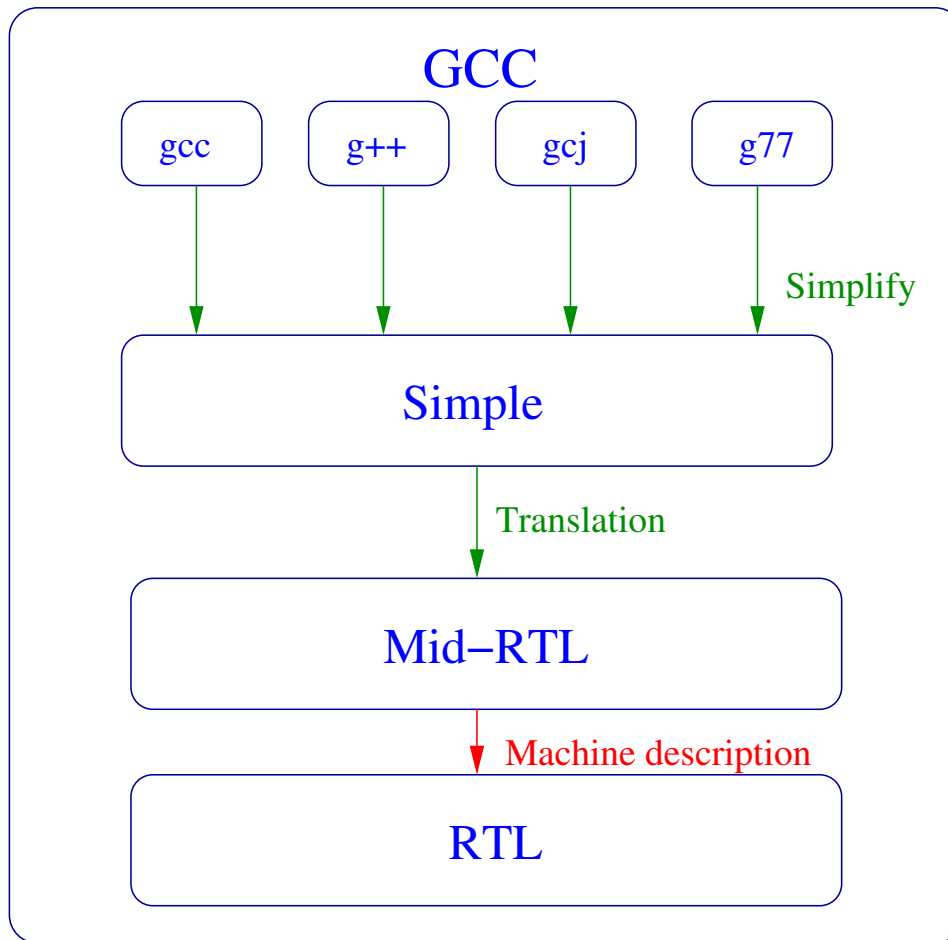 GCC
gcc
g++
gcj
g77
Simplify
Simple
Translation
Mid−RTL
Machine description
RTL